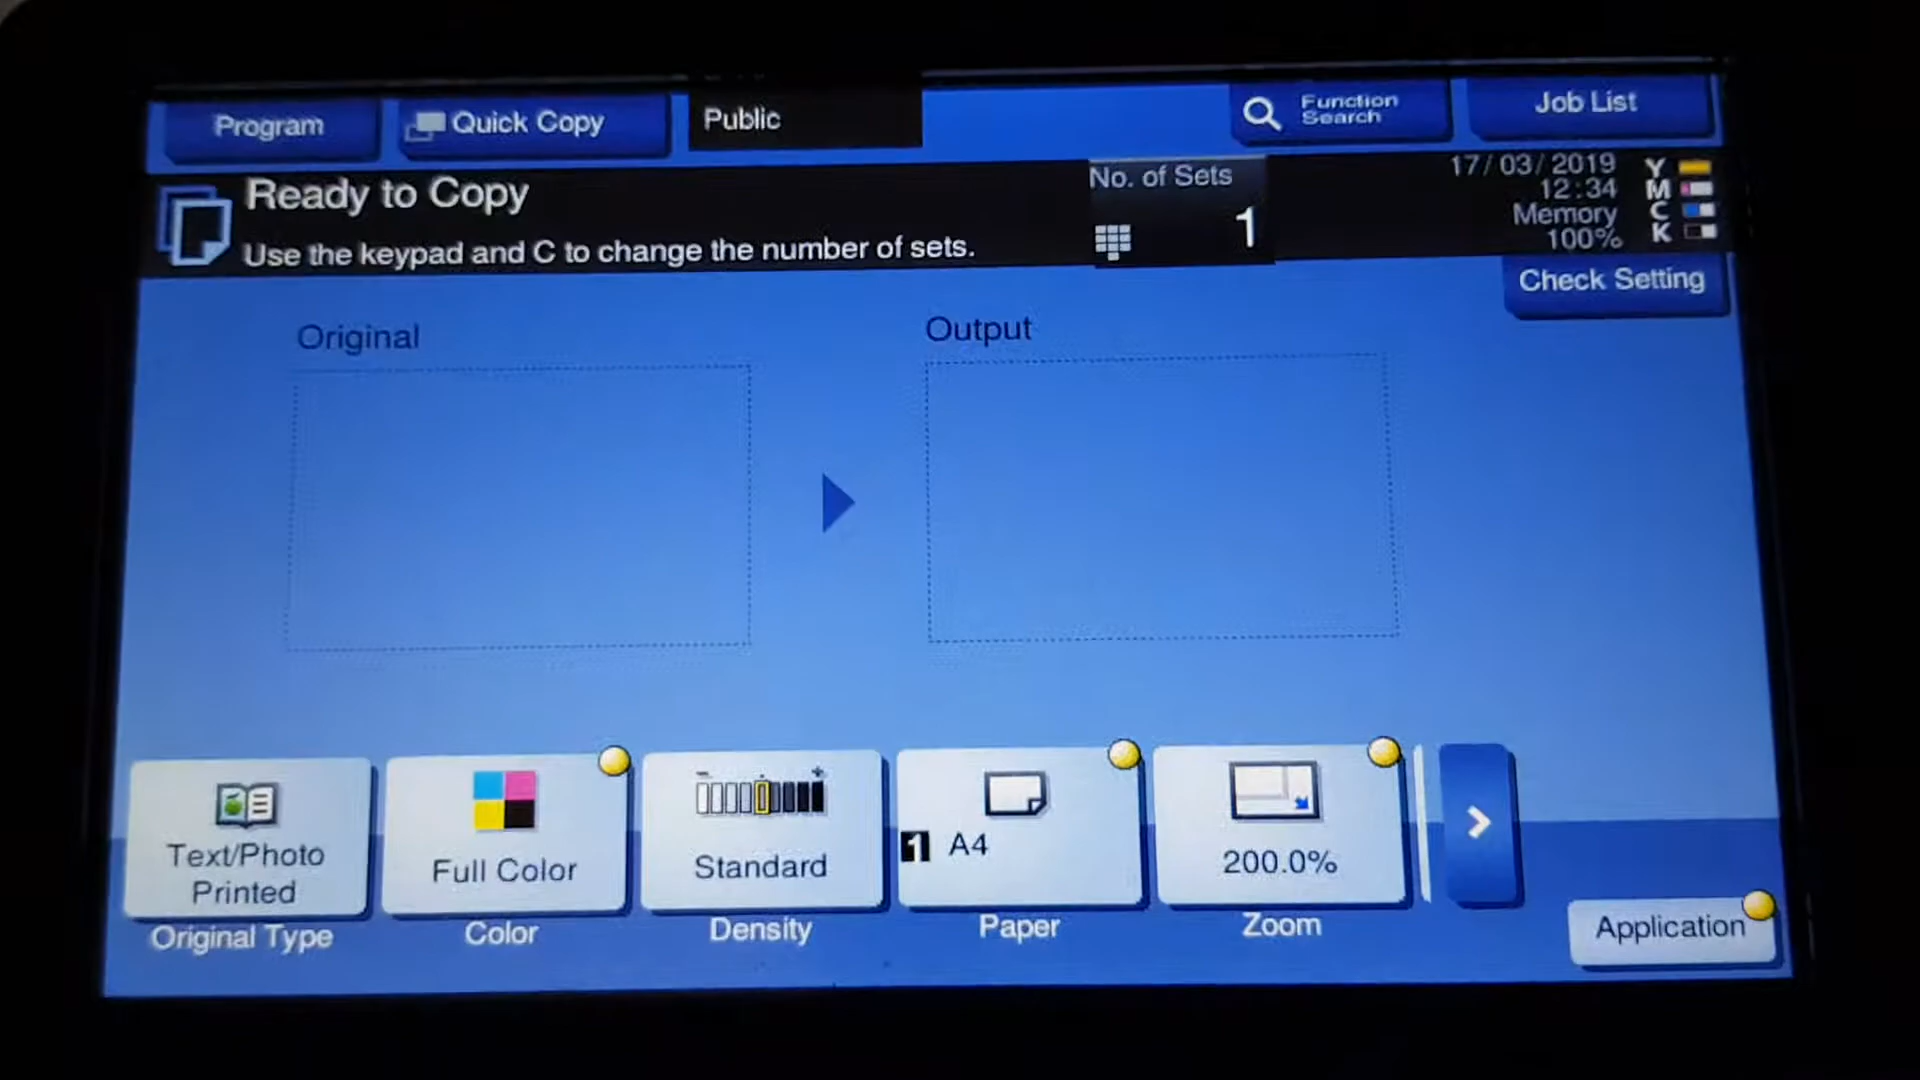 Program
Quick Copy
Public
Function
Search
Job List
Ready to Copy
Use the keypad and C to change the number of sets.
No. of Sets
1
17/03/2019
12:34
Memory
100%
Y
M
C
K
Check Setting
Original
Output
Text/Photo
Printed
Original Type
Full Color
Color
- +
Standard
Density
1 A4
Paper
200.0%
Zoom
Application